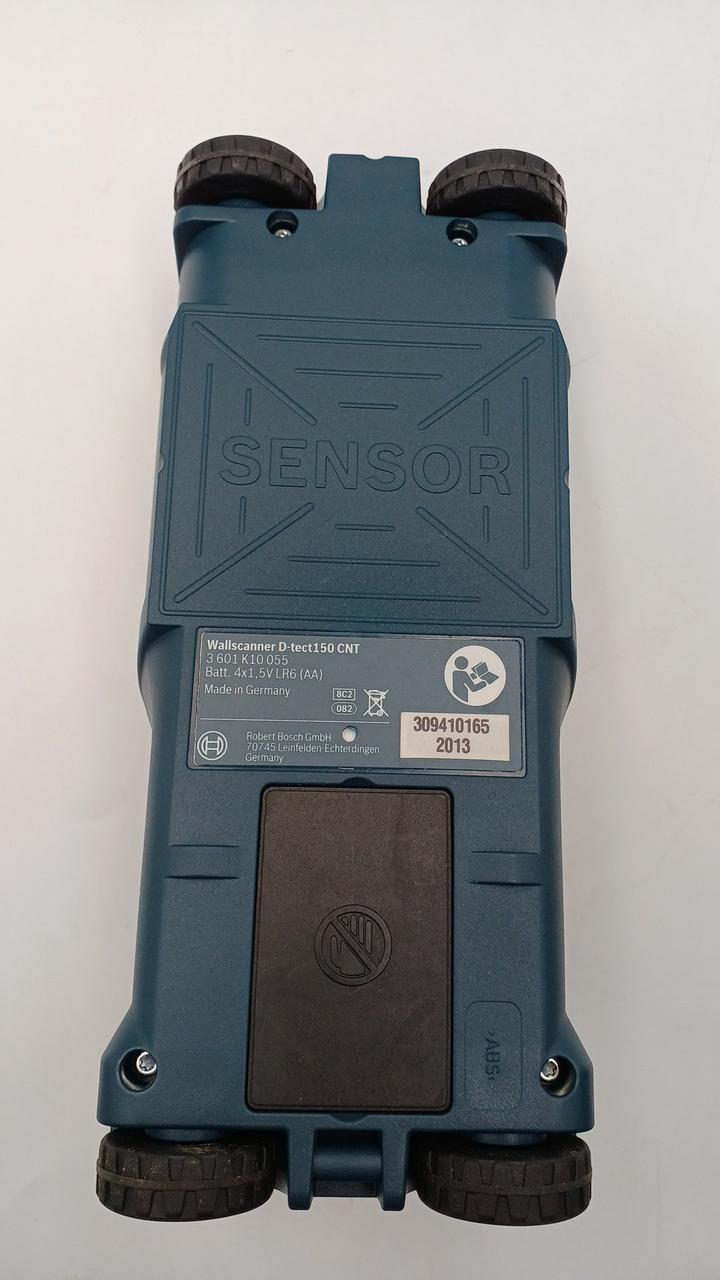 SENSOR
Wallscanner D-tect150 CNT
3 601 K10 055
Batt. 4x1,5V LR6 (AA)
Made in Germany
8C2
082
309410165
2013
Robert Bosch GmbH
70745 Leinfelden-Echterdingen
Germany
>ABS<